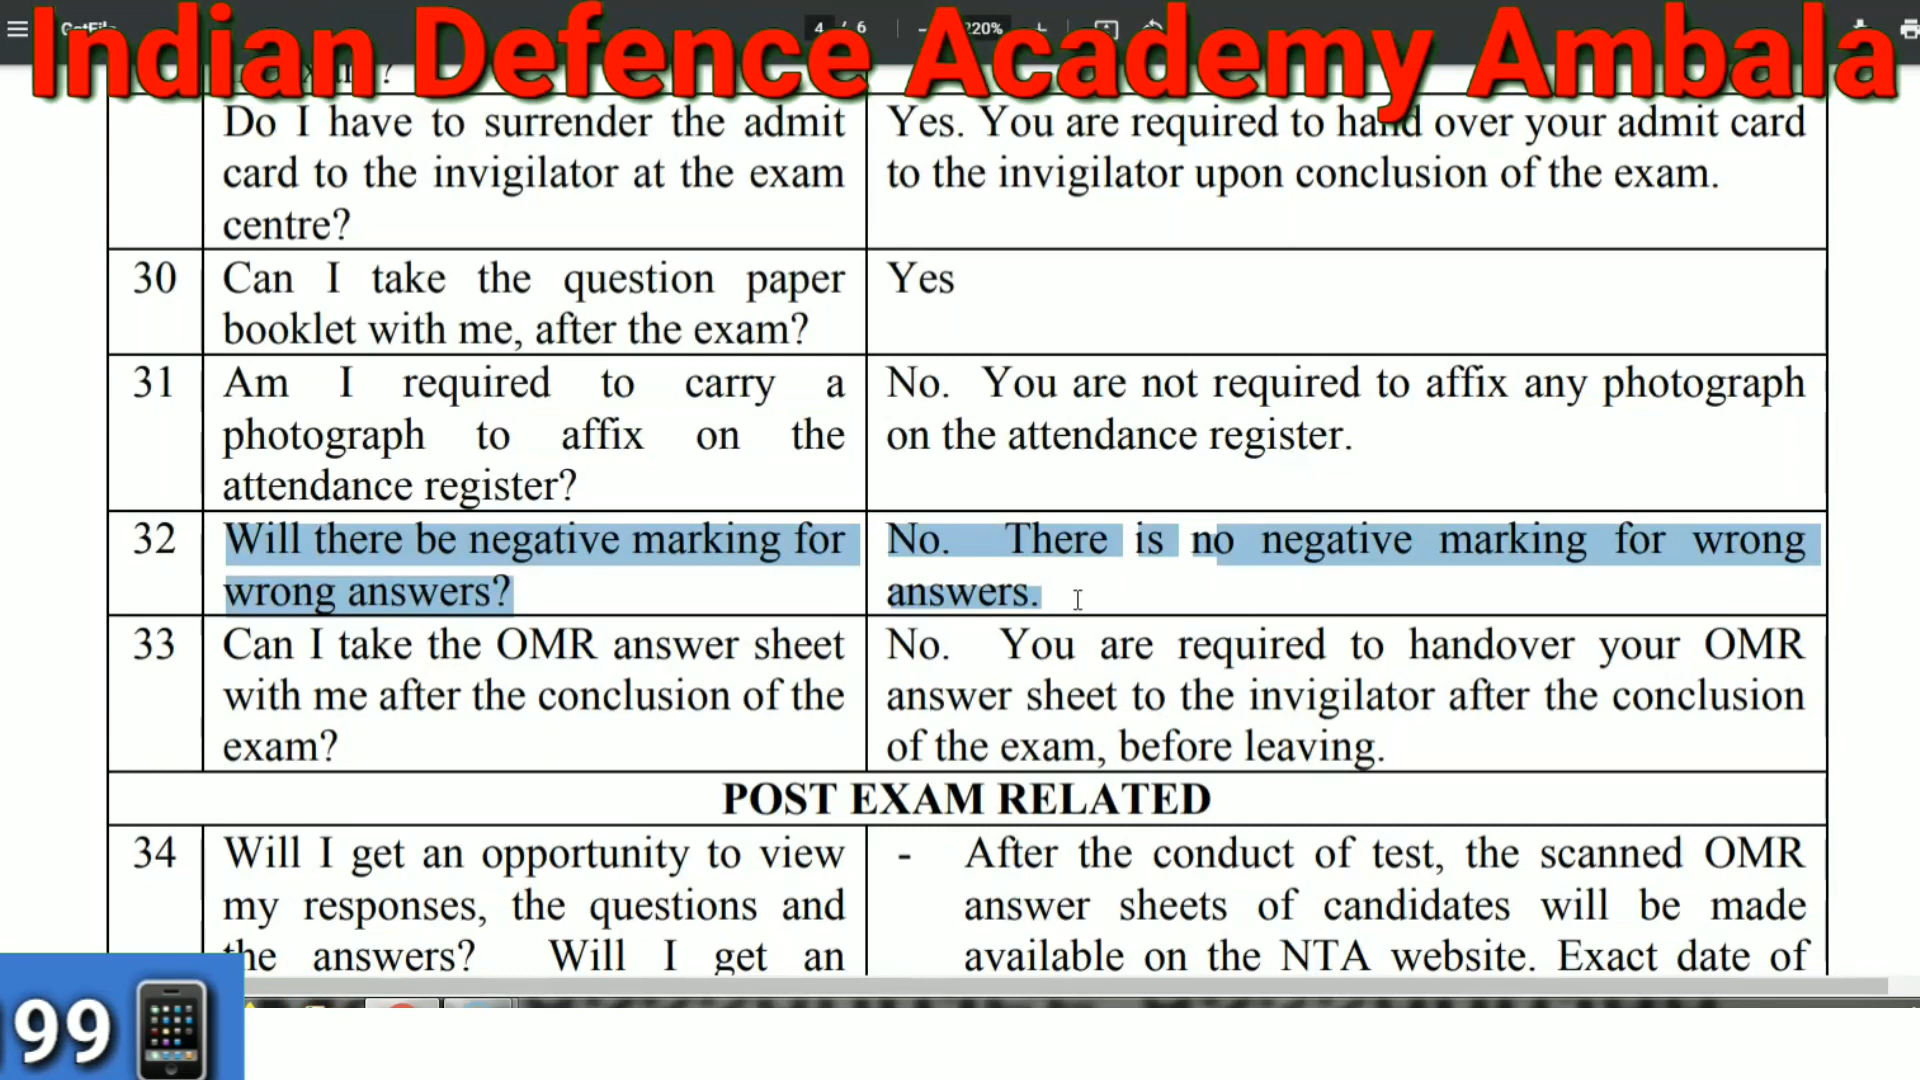 Indian Defence Academy Ambala
4 / 6
220%
Do I have to surrender the admit
card to the invigilator at the exam
centre?
Yes. You are required to hand over your admit card
to the invigilator upon conclusion of the exam.
30
Can I take the question paper
booklet with me, after the exam?
Yes
31
Am I required to carry a
photograph to affix on the
attendance register?
No. You are not required to affix any photograph
on the attendance register.
32
Will there be negative marking for
wrong answers?
No. There is no negative marking for wrong
answers.
33
Can I take the OMR answer sheet
with me after the conclusion of the
exam?
No. You are required to handover your OMR
answer sheet to the invigilator after the conclusion
of the exam, before leaving.
POST EXAM RELATED
34
Will I get an opportunity to view
my responses, the questions and
the answers? Will I get an
- After the conduct of test, the scanned OMR
answer sheets of candidates will be made
available on the NTA website. Exact date of
99